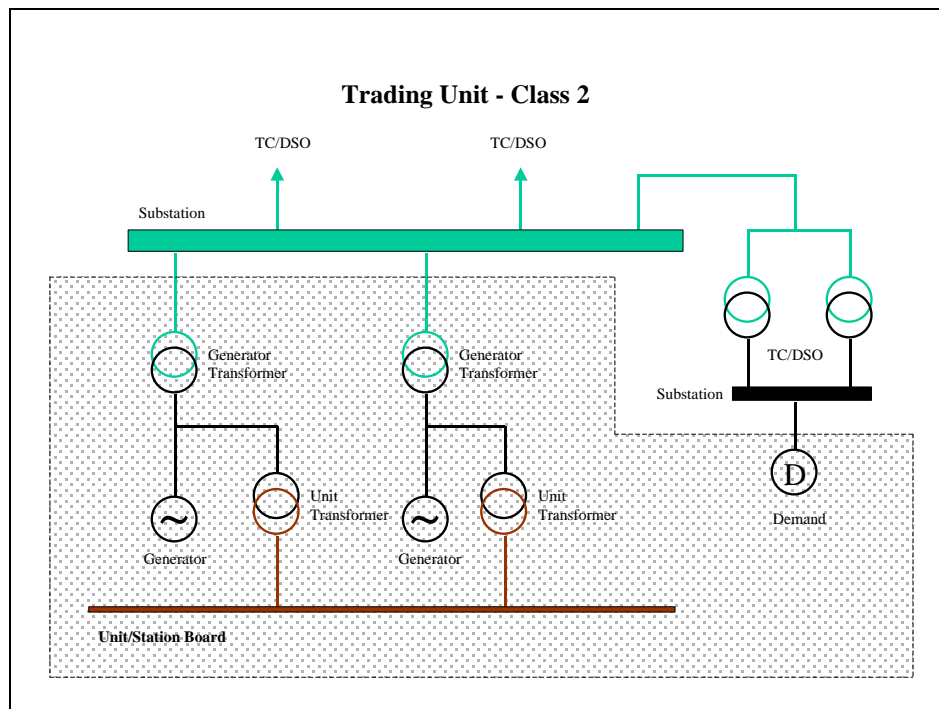 Trading Unit - Class 2
TC/DSO
TC/DSO
Substation
Generator
Transformer
Generator
Transformer
TC/DSO
Substation
D
Unit
Transformer
Unit
Transformer
Demand
Generator
Generator
Unit/Station Board